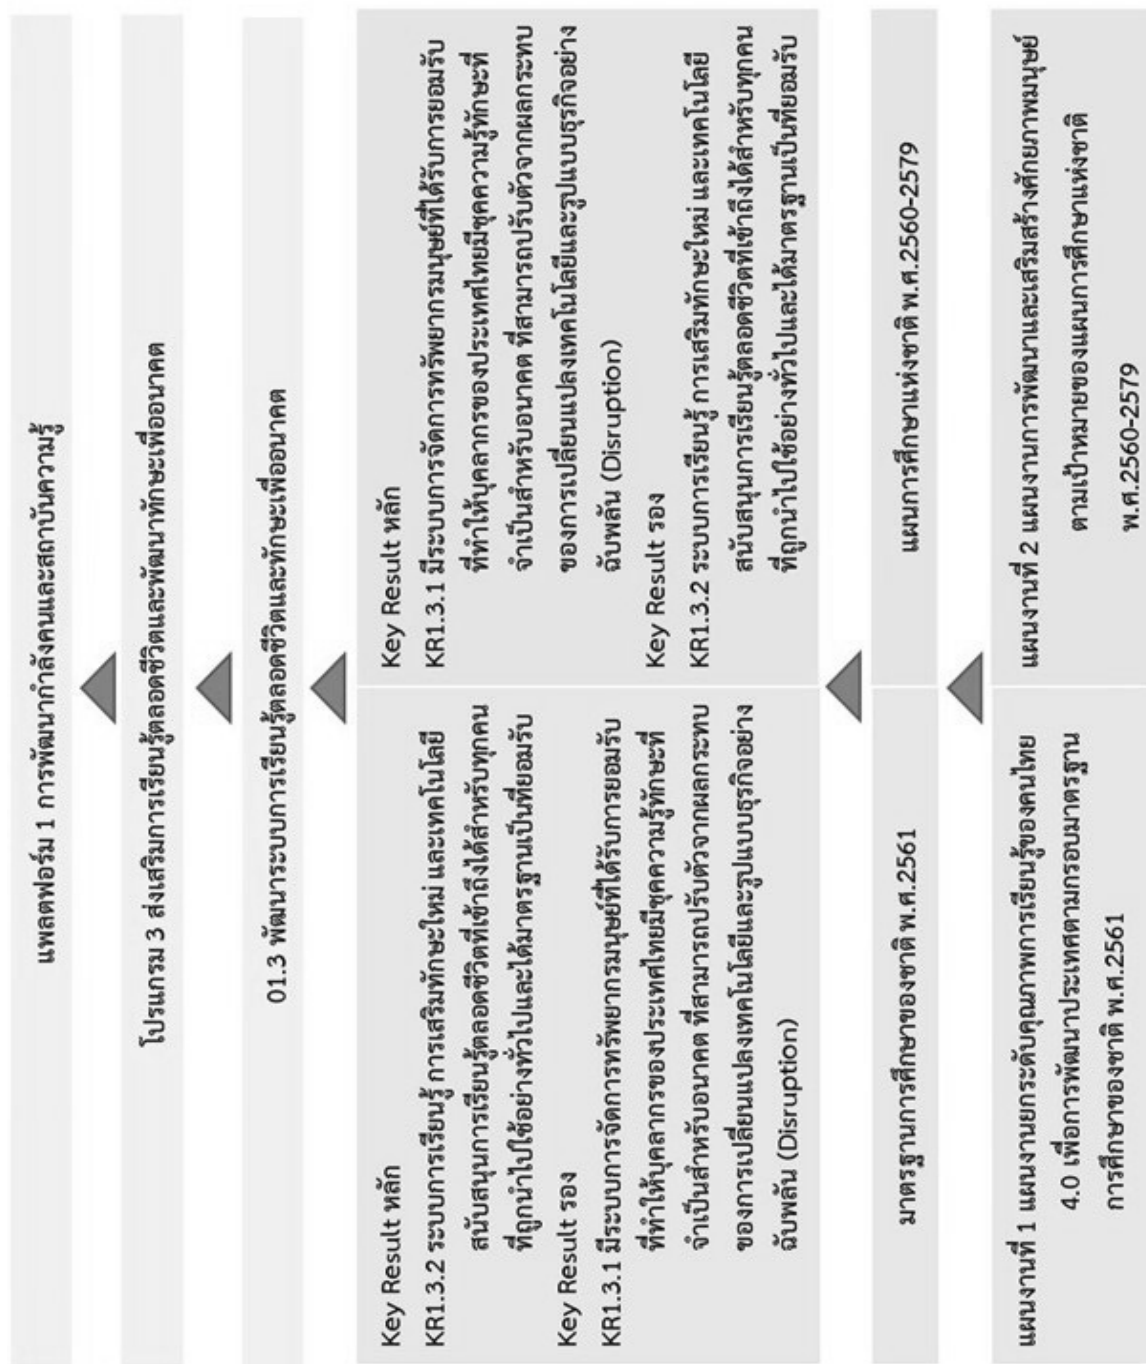 แพลตฟอร์ม 1 การพัฒนากำลังคนและสถาบันความรู้
โปรแกรม 3 ส่งเสริมการเรียนรู้ตลอดชีวิตและพัฒนาทักษะเพื่ออนาคต
01.3 พัฒนาระบบการเรียนรู้ตลอดชีวิตและทักษะเพื่ออนาคต
Key Result หลัก
KR1.3.2 ระบบการเรียนรู้ การเสริมทักษะใหม่ และเทคโนโลยี
สนับสนุนการเรียนรู้ตลอดชีวิตที่เข้าถึงได้สำหรับทุกคน
ที่ถูกนำไปใช้อย่างทั่วไปและได้มาตรฐานเป็นที่ยอมรับ
Key Result รอง
KR1.3.1 มีระบบการจัดการทรัพยากรมนุษย์ที่ได้รับการยอมรับ
ที่ทำให้บุคลากรของประเทศไทยมีชุดความรู้ทักษะที่
จำเป็นสำหรับอนาคต ที่สามารถปรับตัวจากผลกระทบ
ของการเปลี่ยนแปลงเทคโนโลยีและรูปแบบธุรกิจอย่าง
ฉับพลัน (Disruption)
Key Result หลัก
KR1.3.1 มีระบบการจัดการทรัพยากรมนุษย์ที่ได้รับการยอมรับ
ที่ทำให้บุคลากรของประเทศไทยมีชุดความรู้ทักษะที่
จำเป็นสำหรับอนาคต ที่สามารถปรับตัวจากผลกระทบ
ของการเปลี่ยนแปลงเทคโนโลยีและรูปแบบธุรกิจอย่าง
ฉับพลัน (Disruption)
Key Result รอง
KR1.3.2 ระบบการเรียนรู้ การเสริมทักษะใหม่ และเทคโนโลยี
สนับสนุนการเรียนรู้ตลอดชีวิตที่เข้าถึงได้สำหรับทุกคน
ที่ถูกนำไปใช้อย่างทั่วไปและได้มาตรฐานเป็นที่ยอมรับ
มาตรฐานการศึกษาของชาติ พ.ศ.2561
แผนการศึกษาแห่งชาติ พ.ศ.2560-2579
แผนงานที่ 1 แผนงานยกระดับคุณภาพการเรียนรู้ของคนไทย
4.0 เพื่อการพัฒนาประเทศตามกรอบมาตรฐาน
การศึกษาของชาติ พ.ศ.2561
แผนงานที่ 2 แผนงานการพัฒนาและเสริมสร้างศักยภาพมนุษย์
ตามเป้าหมายของแผนการศึกษาแห่งชาติ
พ.ศ.2560-2579